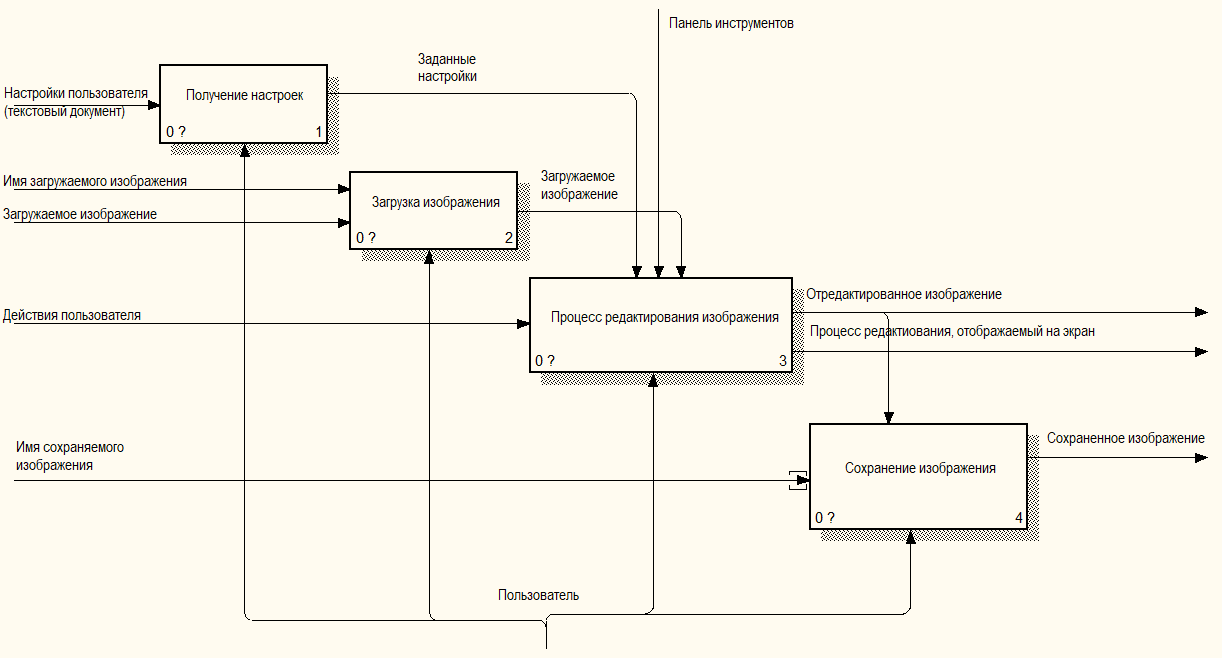 Панель инструментов
Заданные
настройки
Настройки пользователя
(текстовый документ)
Получение настроек
0 ?
1
Имя загружаемого изображения
Загружаемое изображение
Загрузка изображения
0 ?
2
Загружаемое
изображение
Действия пользователя
Процесс редактирования изображения
0 ?
3
Отредактированное изображение
Процесс редактиования, отображаемый на экран
Имя сохраняемого
изображения
Сохранение изображения
0 ?
4
Сохраненное изображение
Пользователь